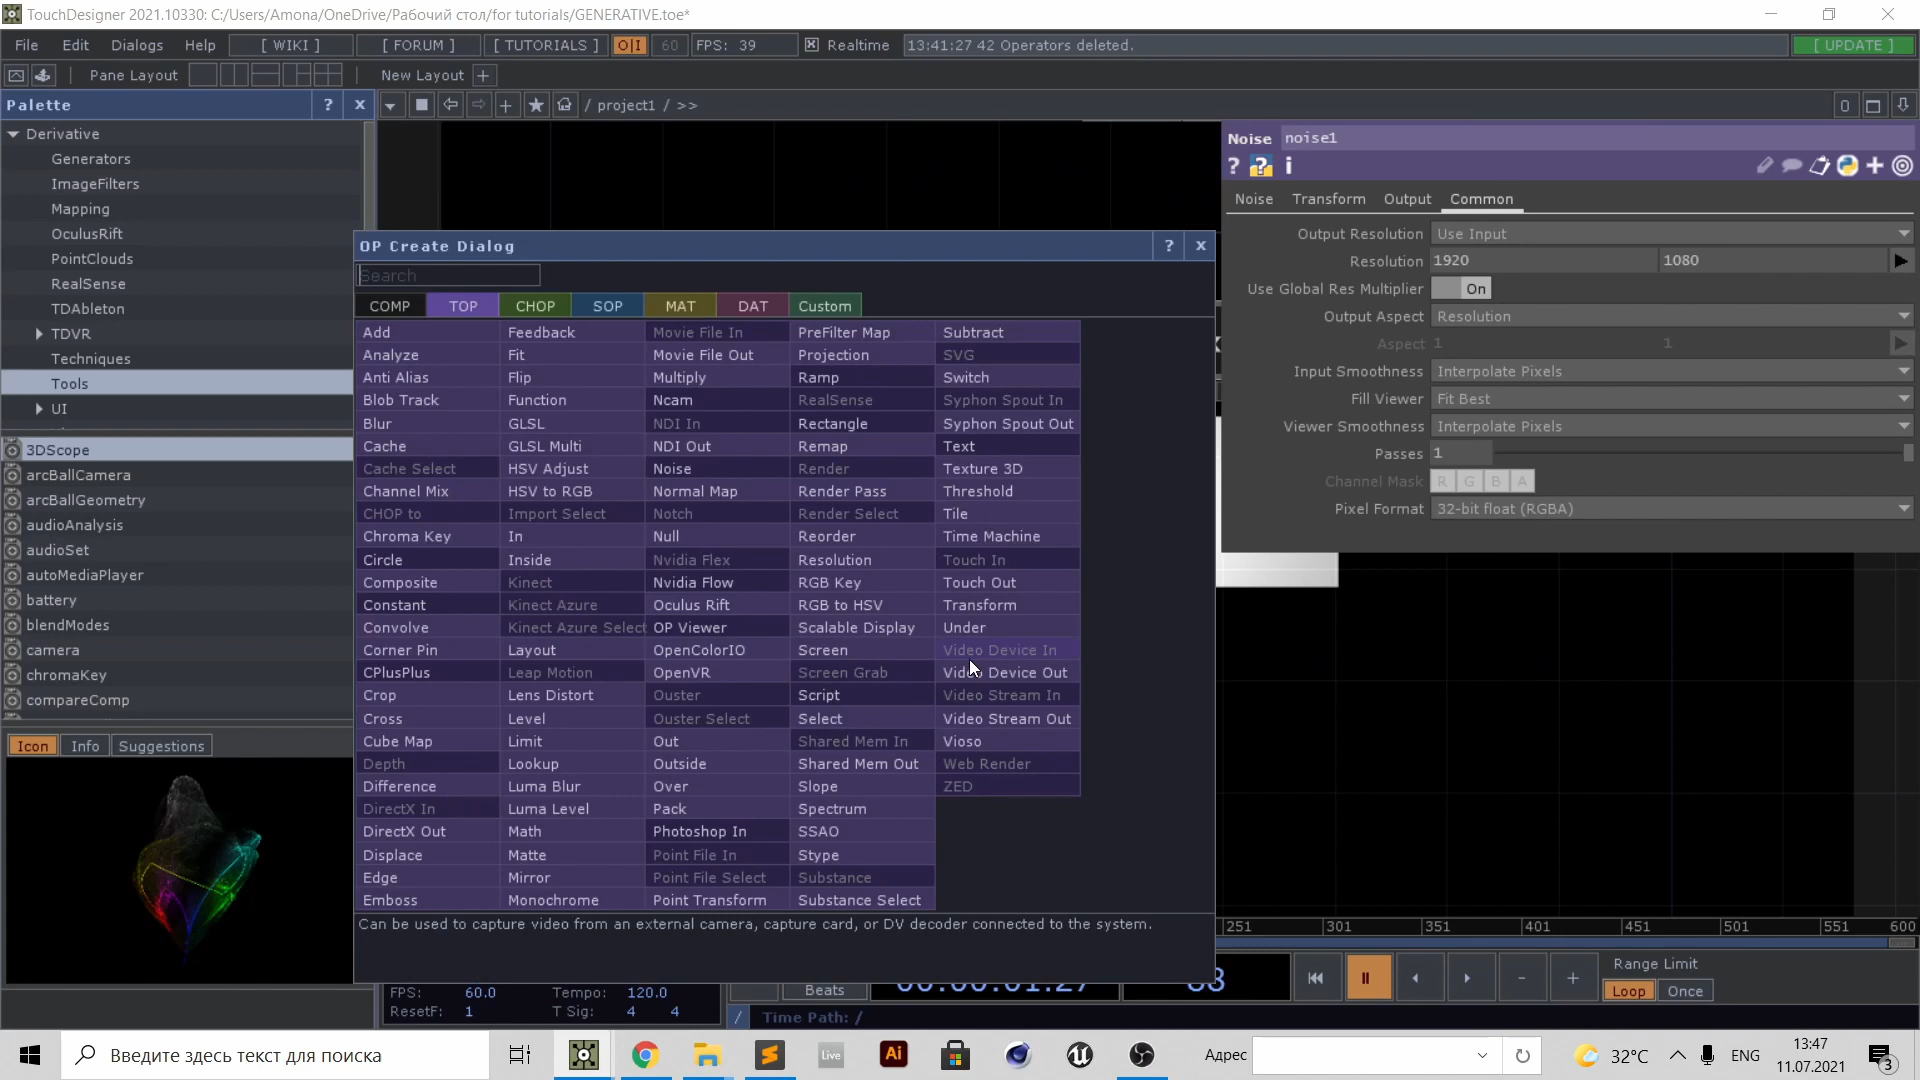 TouchDesigner 2021.10330: C:/Users/Amona/OneDrive/Рабочий стол/for tutorials/GENERATIVE.toe*
File Edit Dialogs Help [ WIKI ] [ FORUM ] [ TUTORIALS ] O|I 60 FPS: 39 Realtime 13:41:27 42 Operators deleted. [ UPDATE ]
Pane Layout New Layout +
Palette ? x / project1 / >> 0
Derivative
Generators
ImageFilters
Mapping
OculusRift
PointClouds
RealSense
TDAbleton
TDVR
Techniques
Tools
UI
3DScope
arcBallCamera
arcBallGeometry
audioAnalysis
audioSet
autoMediaPlayer
battery
blendModes
camera
chromaKey
compareComp
Icon Info Suggestions
OP Create Dialog ? x
Search
COMP TOP CHOP SOP MAT DAT Custom
Add Feedback Movie File In PreFilter Map Subtract
Analyze Fit Movie File Out Projection SVG
Anti Alias Flip Multiply Ramp Switch
Blob Track Function Ncam RealSense Syphon Spout In
Blur GLSL NDI In Rectangle Syphon Spout Out
Cache GLSL Multi NDI Out Remap Text
Cache Select HSV Adjust Noise Render Texture 3D
Channel Mix HSV to RGB Normal Map Render Pass Threshold
CHOP to Import Select Notch Render Select Tile
Chroma Key In Null Reorder Time Machine
Circle Inside Nvidia Flex Resolution Touch In
Composite Kinect Nvidia Flow RGB Key Touch Out
Constant Kinect Azure Oculus Rift RGB to HSV Transform
Convolve Kinect Azure Select OP Viewer Scalable Display Under
Corner Pin Layout OpenColorIO Screen Video Device In
CPlusPlus Leap Motion OpenVR Screen Grab Video Device Out
Crop Lens Distort Ouster Script Video Stream In
Cross Level Ouster Select Select Video Stream Out
Cube Map Limit Out Shared Mem In Vioso
Depth Lookup Outside Shared Mem Out Web Render
Difference Luma Blur Over Slope ZED
DirectX In Luma Level Pack Spectrum
DirectX Out Math Photoshop In SSAO
Displace Matte Point File In Stype
Edge Mirror Point File Select Substance
Emboss Monochrome Point Transform Substance Select
Can be used to capture video from an external camera, capture card, or DV decoder connected to the system.
Noise noise1
? ? i
Noise Transform Output Common
Output Resolution Use Input
Resolution 1920 1080
Use Global Res Multiplier On
Output Aspect Resolution
Aspect 1 1
Input Smoothness Interpolate Pixels
Fill Viewer Fit Best
Viewer Smoothness Interpolate Pixels
Passes 1
Channel Mask R G B A
Pixel Format 32-bit float (RGBA)
251 301 351 401 451 501 551 600
FPS: 60.0 Tempo: 120.0
ResetF: 1 T Sig: 4 4
Beats 00:00:01:27 88
Range Limit
Loop Once
/ Time Path: /
Введите здесь текст для поиска Live Ai Адрес 32°C ENG 13:47
11.07.2021 3